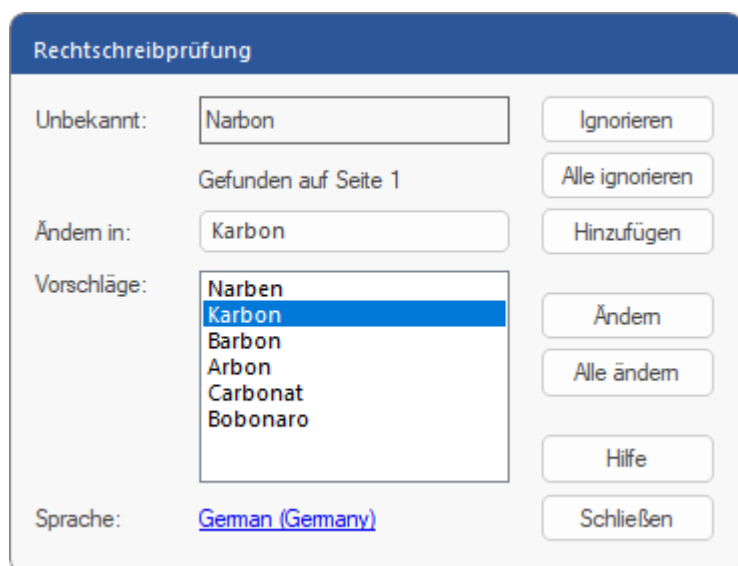 Rechtschreibprüfung
Unbekannt: Narbon Ignorieren
Gefunden auf Seite 1 Alle ignorieren
Ändern in: Karbon Hinzufügen
Vorschläge: Narben
Karbon Ändern
Barbon
Arbon Alle ändern
Carbonat
Bobonaro
Hilfe
Sprache: German (Germany) Schließen